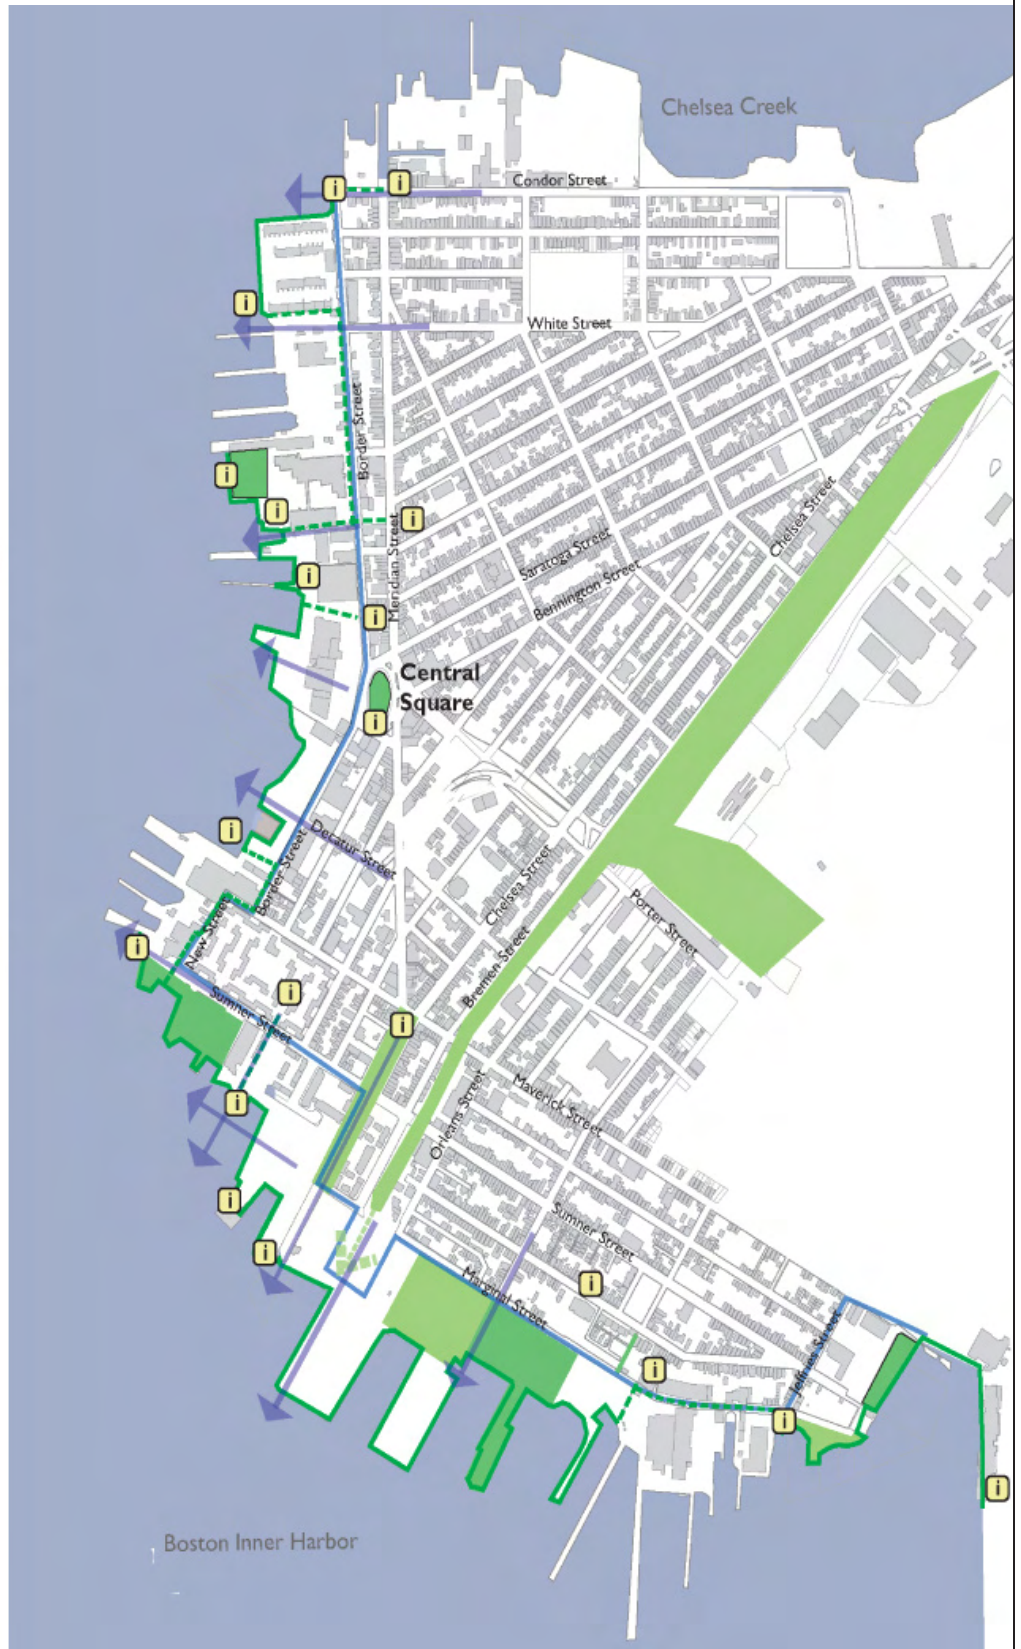 Chelsea Creek
i
i
Condor Street
i
White Street
Border Street
i
i
i
Meridian Street
Chelsea Street
Saratoga Street
Bennington Street
i
i
Central
Square
i
i
Decatur Street
Border Street
Chelsea Street
Porter Street
New Street
i
Bremen Street
i
Sumner Street
i
Maverick Street
Orleans Street
i
i
Sumner Street
i
Marginal Street
i
Jeffries Street
i
i
i
Boston Inner Harbor